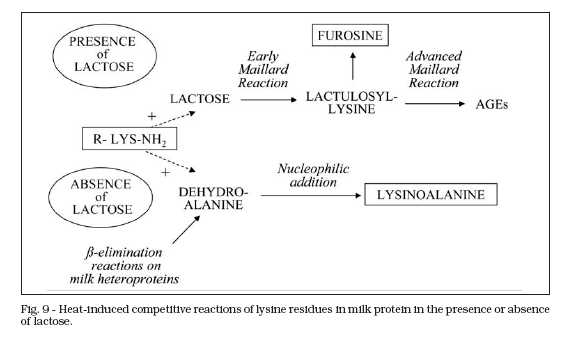 PRESENCE
of
LACTOSE
Early
Maillard
Reaction
FUROSINE
Advanced
Maillard
Reaction
+
LACTOSE
LACTULOSYL-
LYSINE
AGEs
R- LYS-NH₂
+
ABSENCE
of
LACTOSE
DEHYDRO-
ALANINE
Nucleophilic
addition
LYSINOALANINE
β-elimination
reactions on
milk heteroproteins
Fig. 9 - Heat-induced competitive reactions of lysine residues in milk protein in the presence or absence
of lactose.